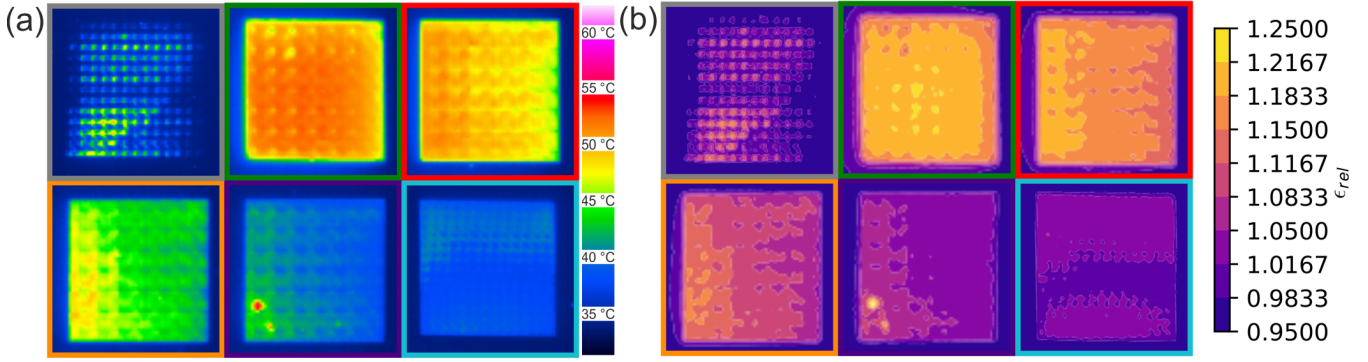 (a)
60 °C
55 °C
50 °C
45 °C
40 °C
35 °C
(b)
1.2500
1.2167
1.1833
1.1500
1.1167
1.0833
1.0500
1.0167
0.9833
0.9500
ϵrel